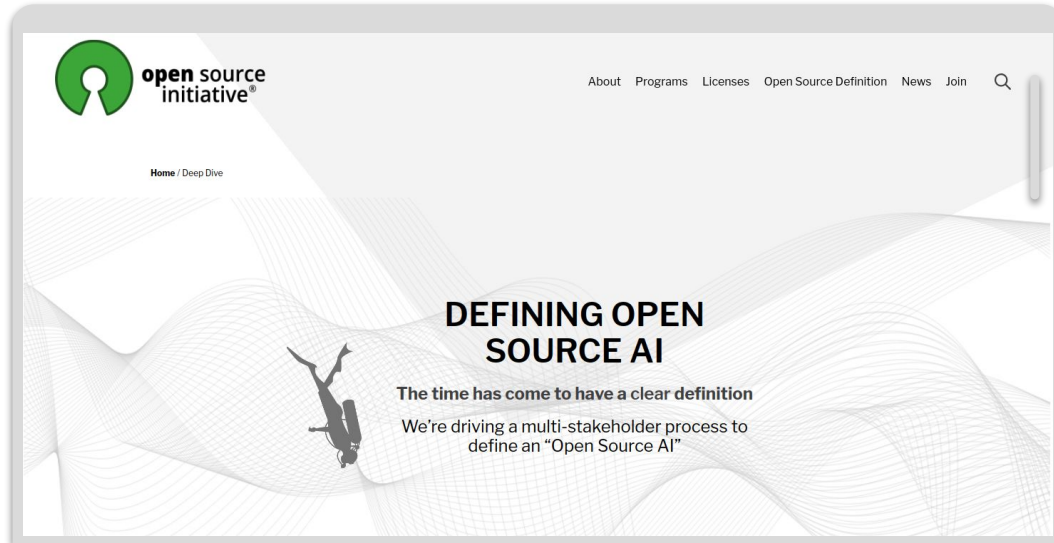 open source
initiative®
About Programs Licenses Open Source Definition News Join
Home / Deep Dive
DEFINING OPEN
SOURCE AI
The time has come to have a clear definition
We're driving a multi-stakeholder process to
define an “Open Source AI”